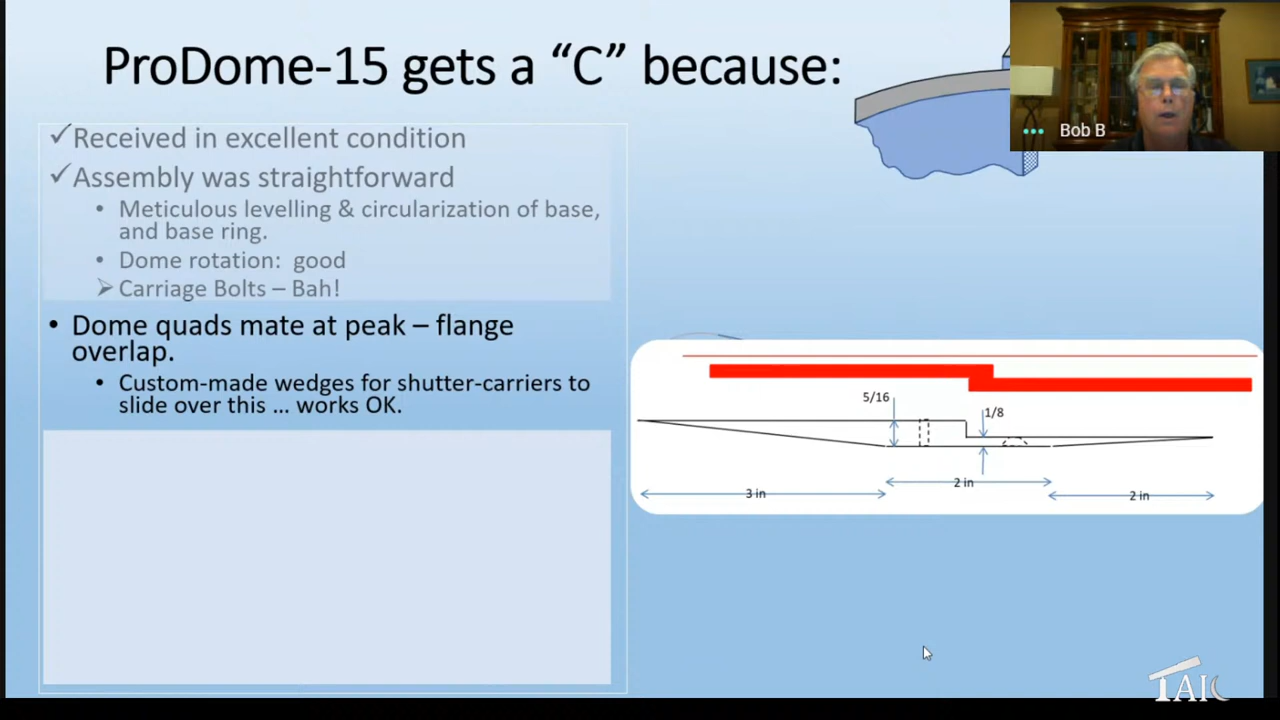 ProDome-15 gets a “C” because:
Bob B
✓Received in excellent condition
✓Assembly was straightforward
• Meticulous levelling & circularization of base,
and base ring.
• Dome rotation: good
➢ Carriage Bolts – Bah!
• Dome quads mate at peak – flange
overlap.
• Custom-made wedges for shutter-carriers to
slide over this ... works OK.
5/16
1/8
3 in
2 in
2 in
TAIC